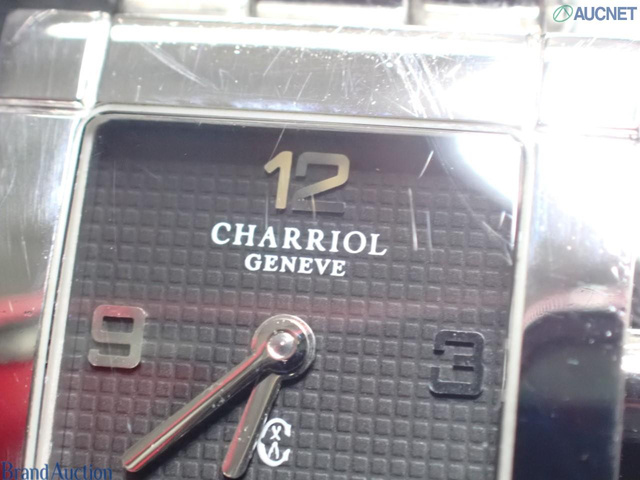 AUCNET
12
CHARRIOL
GENEVE
9
3
Brand Auction